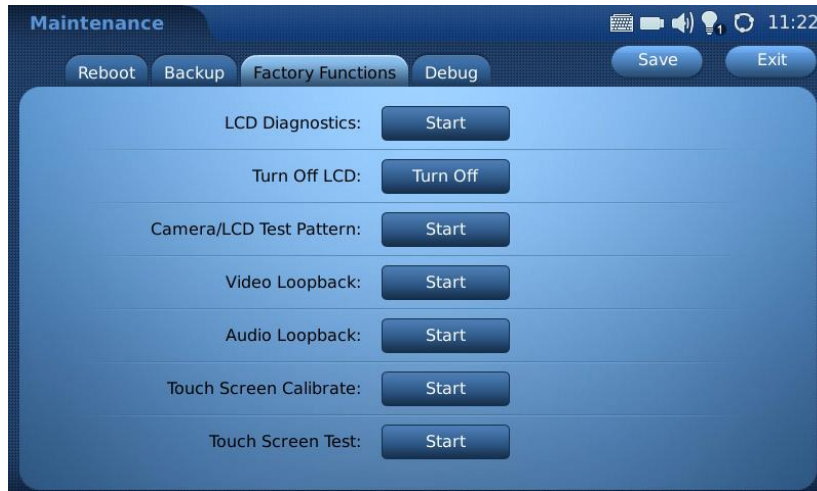 Maintenance 1 11:22
Reboot Backup Factory Functions Debug Save Exit
LCD Diagnostics: Start
Turn Off LCD: Turn Off
Camera/LCD Test Pattern: Start
Video Loopback: Start
Audio Loopback: Start
Touch Screen Calibrate: Start
Touch Screen Test: Start